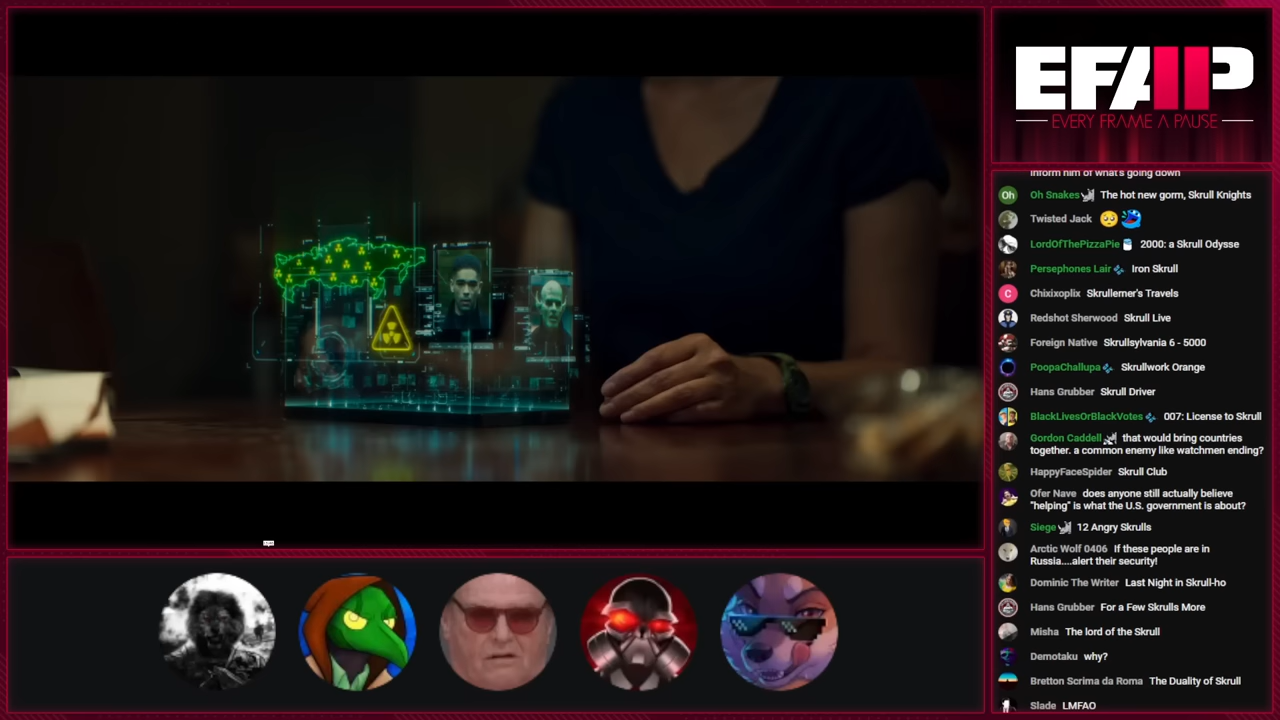 EFAP
EVERY FRAME A PAUSE
inform him of what's going down
Oh Oh Snakes The hot new gorm, Skrull Knights
Twisted Jack
LordOfThePizzaPie 2000: a Skrull Odysse
Persephones Lair Iron Skrull
C Chixixoplix Skrullemer's Travels
Redshot Sherwood Skrull Live
Foreign Native Skrullsylvania 6 - 5000
PoopaChallupa Skrullwork Orange
Hans Grubber Skrull Driver
BlackLivesOrBlackVotes 007: License to Skrull
Gordon Caddell that would bring countries
together. a common enemy like watchmen ending?
HappyFaceSpider Skrull Club
Ofer Nave does anyone still actually believe
"helping" is what the U.S. government is about?
Siege 12 Angry Skrulls
Arctic Wolf 0406 If these people are in
Russia....alert their security!
Dominic The Writer Last Night in Skrull-ho
Hans Grubber For a Few Skrulls More
Misha The lord of the Skrull
Demotaku why?
Bretton Scrima da Roma The Duality of Skrull
Slade LMFAO